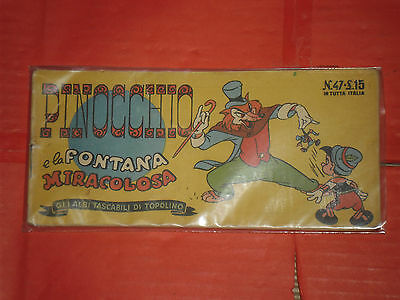 PINOCCHIO
e la FONTANA
MIRACOLOSA
GLI ALBI TASCABILI DI TOPOLINO
N.47-£.15
IN TUTTA ITALIA